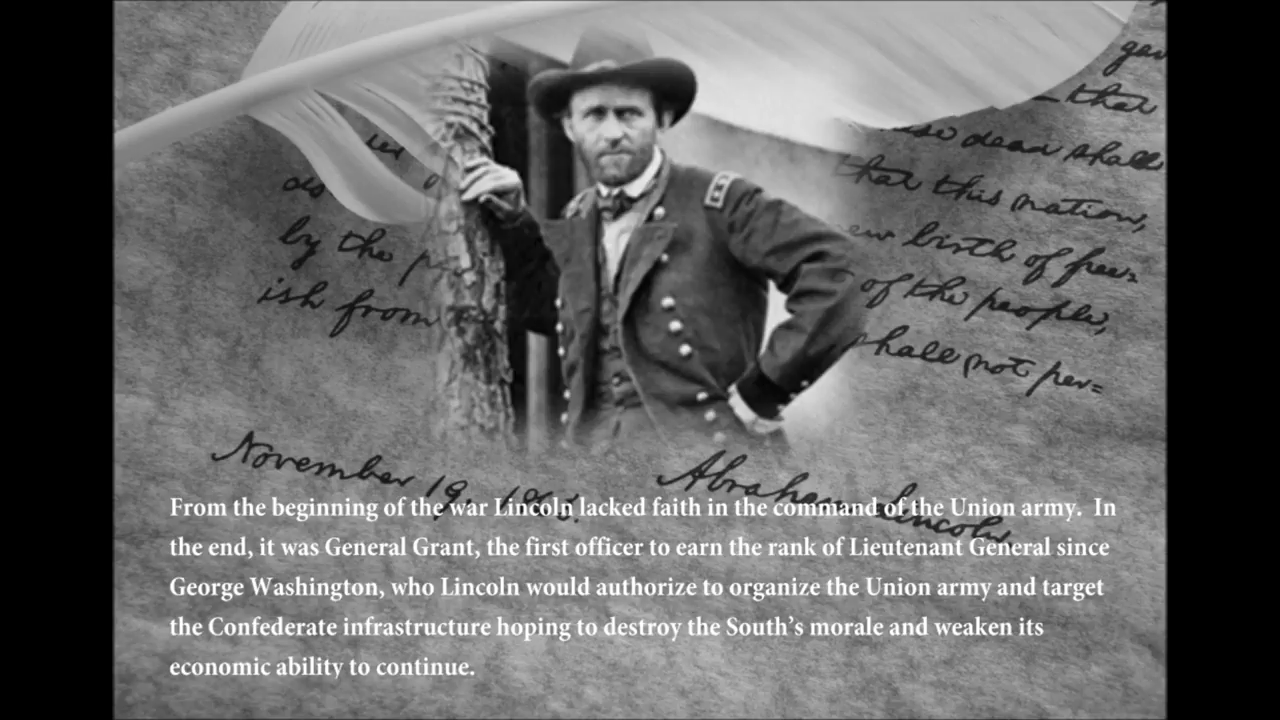 gev
— that
these dead shall
that this nation,
ew birth of free=
of the people,
shall not per=
by the p
ish from
November 19, 1863.
Abraham Lincoln
From the beginning of the war Lincoln lacked faith in the command of the Union army. In
the end, it was General Grant, the first officer to earn the rank of Lieutenant General since
George Washington, who Lincoln would authorize to organize the Union army and target
the Confederate infrastructure hoping to destroy the South's morale and weaken its
economic ability to continue.